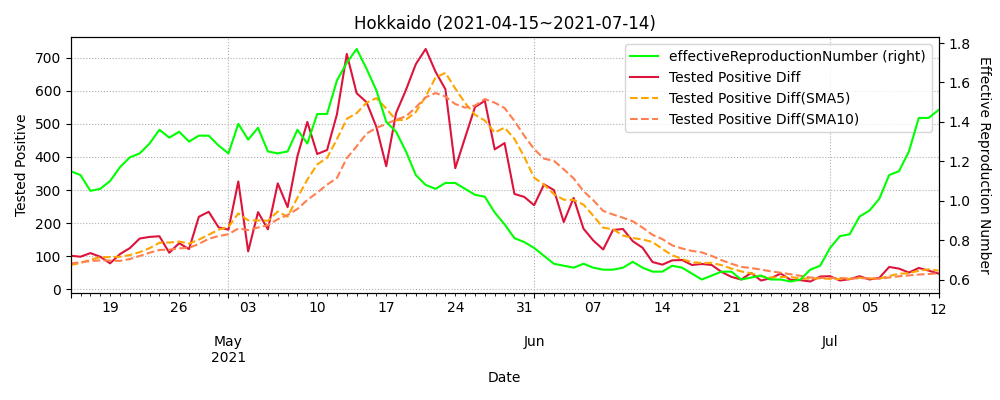 Hokkaido (2021-04-15~2021-07-14)
effectiveReproductionNumber (right)
Tested Positive Diff
Tested Positive Diff(SMA5)
Tested Positive Diff(SMA10)
Tested Positive
700
600
500
400
300
200
100
0
1.8
1.6
1.4
1.2
1.0
0.8
0.6
Effective Reproduction Number
19 26 03 10 17 24 31 07 14 21 28 05 12
May Jun Jul
2021
Date